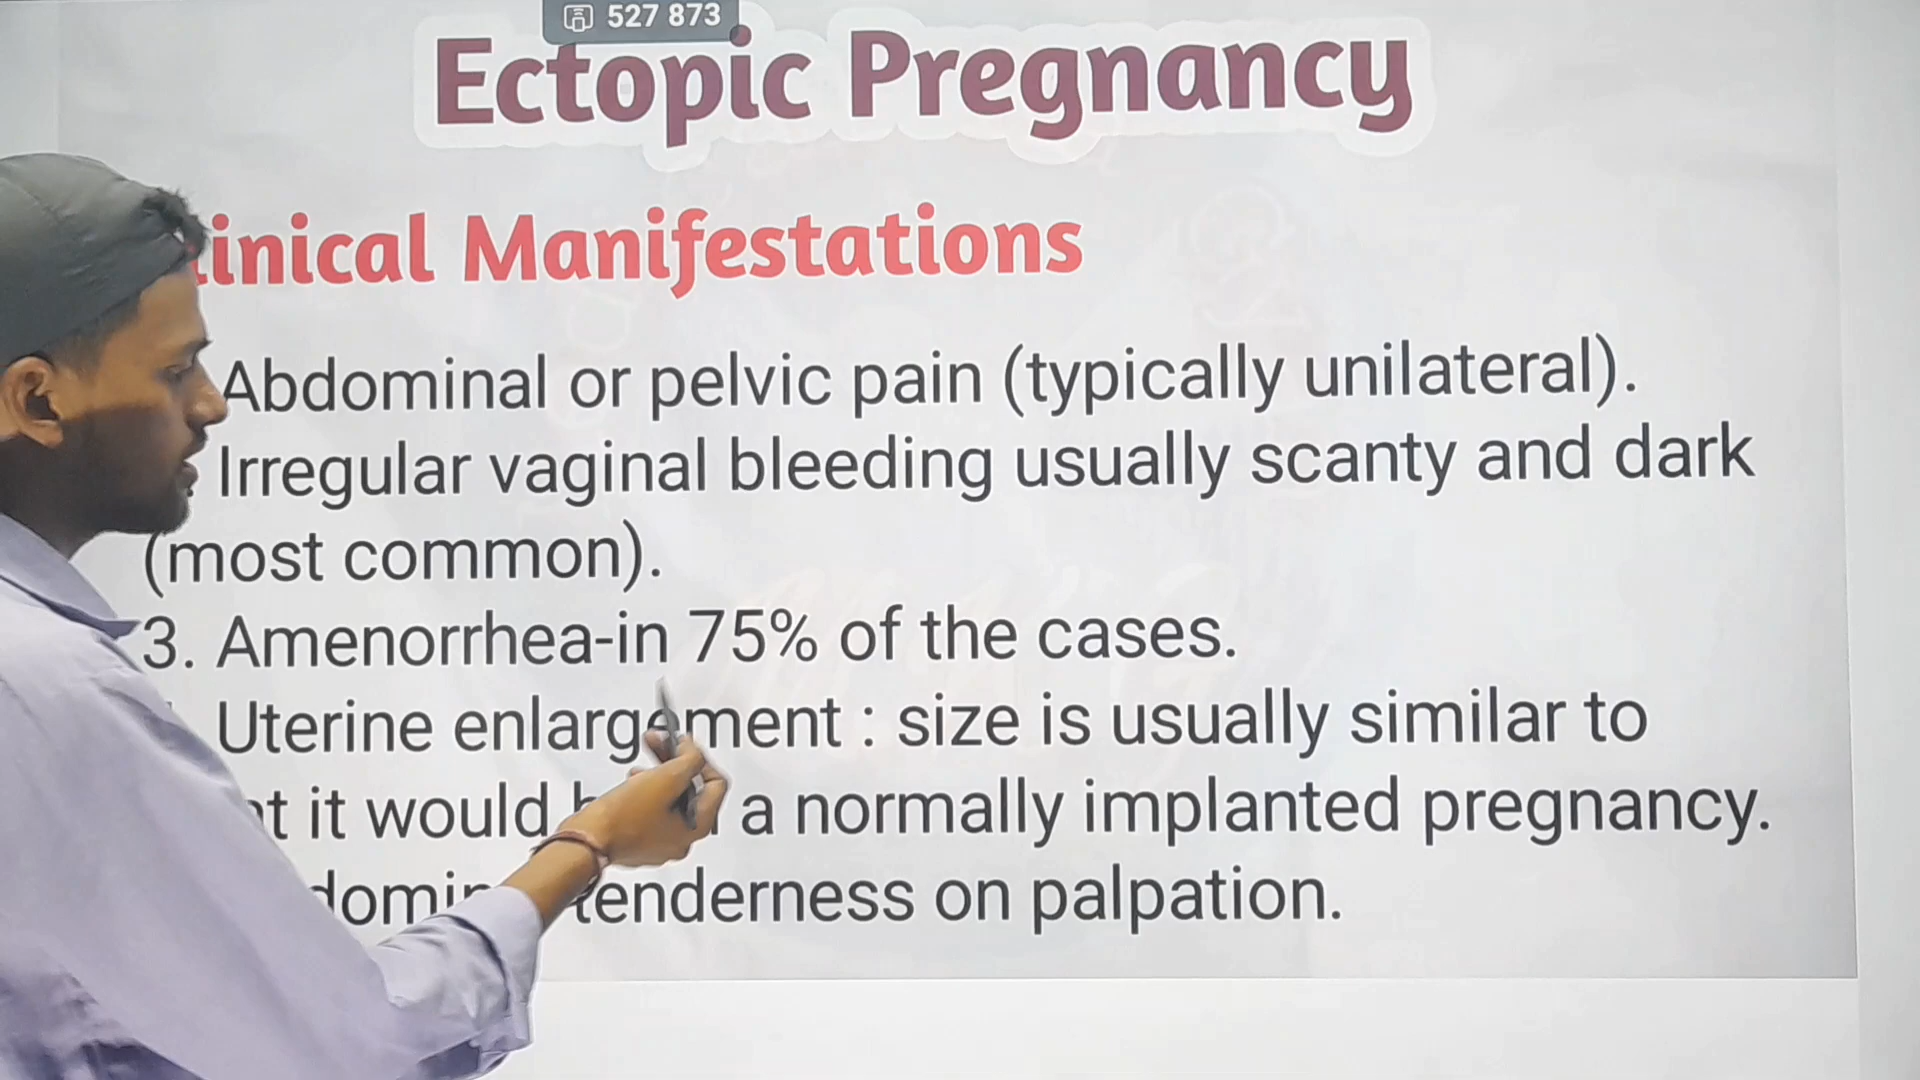 527 873
Ectopic Pregnancy
Clinical Manifestations
Abdominal or pelvic pain (typically unilateral).
Irregular vaginal bleeding usually scanty and dark
(most common).
3. Amenorrhea-in 75% of the cases.
Uterine enlargement : size is usually similar to
it would a normally implanted pregnancy.
tenderness on palpation.